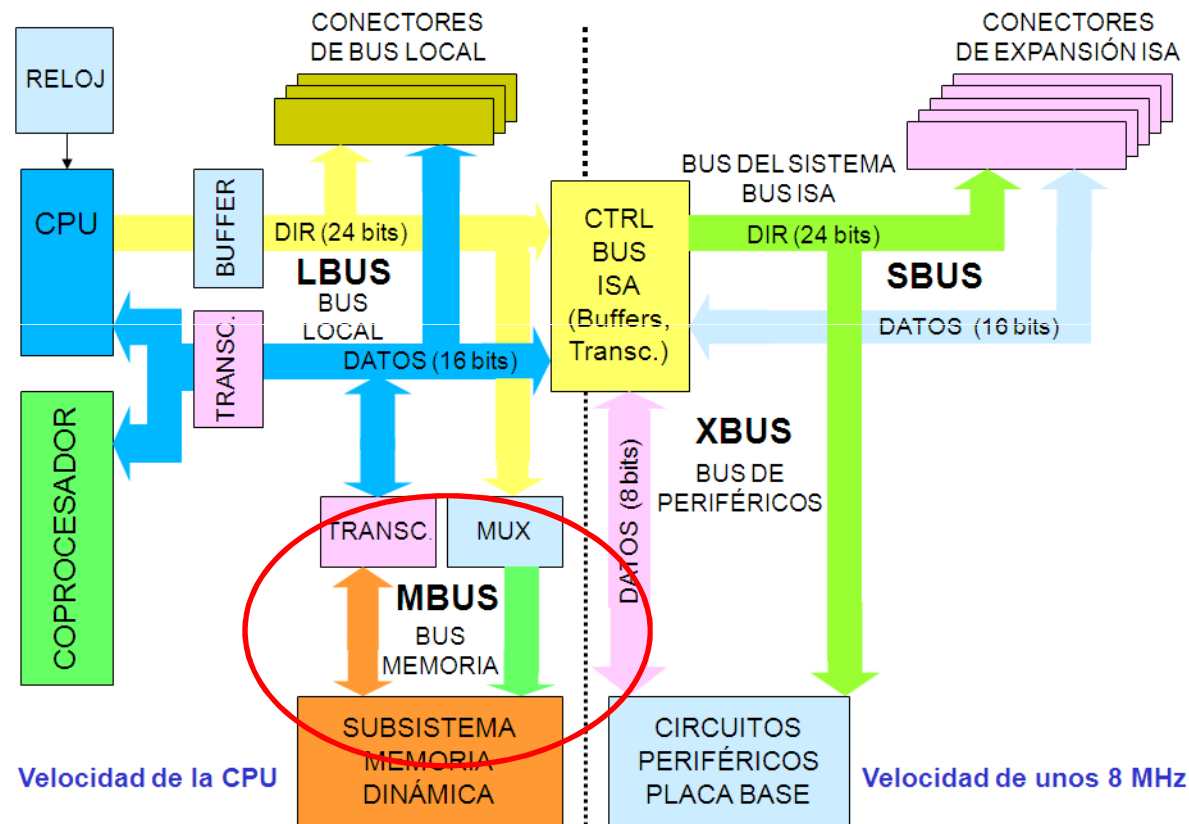 CONECTORES
DE BUS LOCAL
CONECTORES
DE EXPANSIÓN ISA
RELOJ
CPU
BUFFER
DIR (24 bits)
LBUS
BUS
LOCAL
TRANSC.
DATOS (16 bits)
COPROCESADOR
CTRL
BUS
ISA
(Buffers,
Transc.)
BUS DEL SISTEMA
BUS ISA
DIR (24 bits)
SBUS
DATOS (16 bits)
XBUS
BUS DE
PERIFÉRICOS
DATOS (8 bits)
TRANSC.
MUX
MBUS
BUS
MEMORIA
SUBSISTEMA
MEMORIA
DINÁMICA
CIRCUITOS
PERIFÉRICOS
PLACA BASE
Velocidad de la CPU
Velocidad de unos 8 MHz